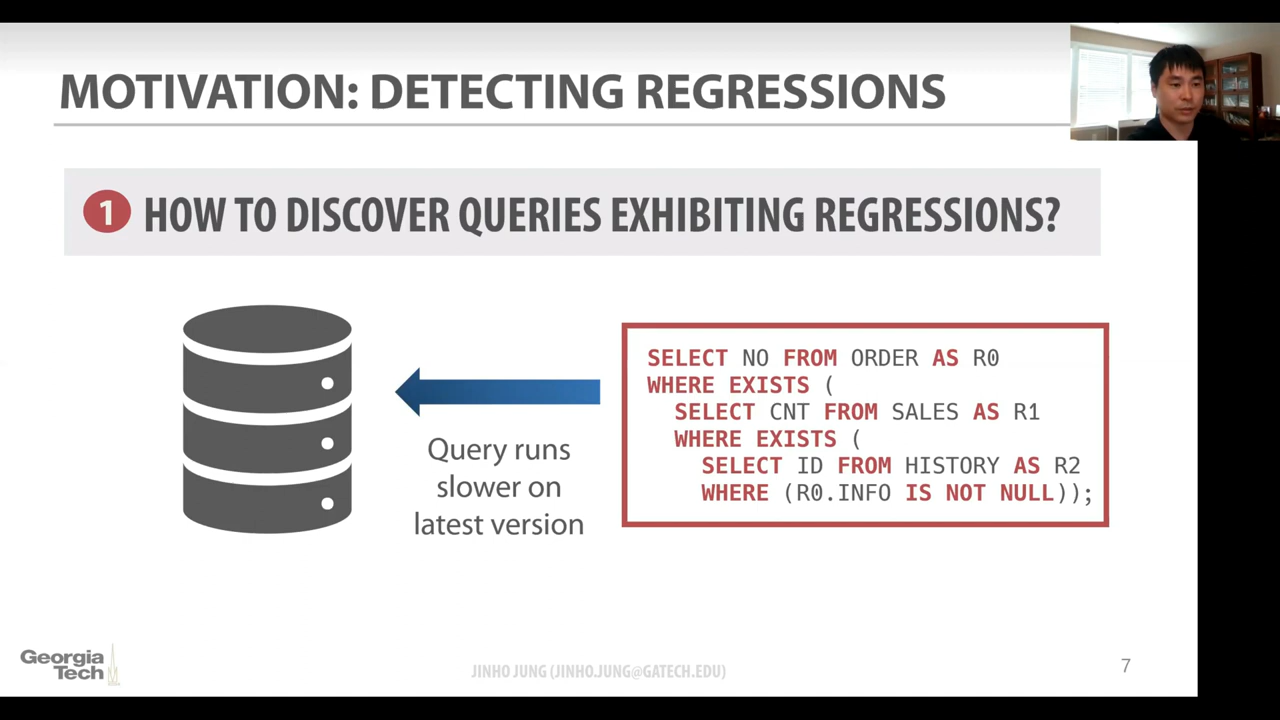 MOTIVATION: DETECTING REGRESSIONS
1 HOW TO DISCOVER QUERIES EXHIBITING REGRESSIONS?
Query runs
slower on
latest version
SELECT NO FROM ORDER AS R0
WHERE EXISTS (
SELECT CNT FROM SALES AS R1
WHERE EXISTS (
SELECT ID FROM HISTORY AS R2
WHERE (R0.INFO IS NOT NULL));
Georgia
Tech
JINHO JUNG (JINHO.JUNG@GATECH.EDU)
7